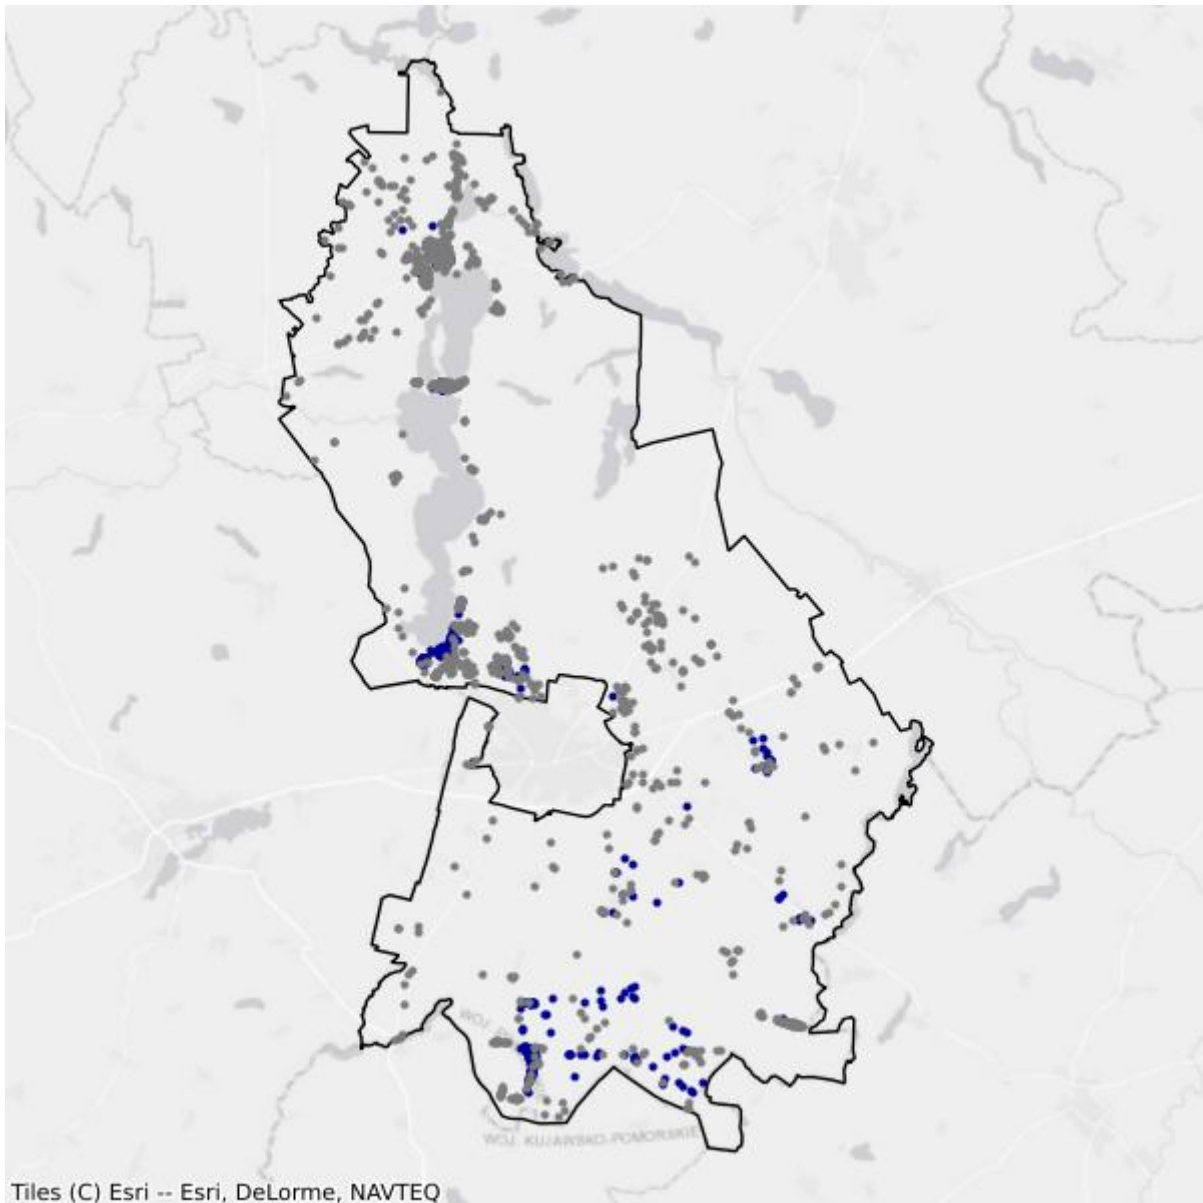 WOJ. KUJAWSKO-POMORSKIE
Tiles (C) Esri -- Esri, DeLorme, NAVTEQ